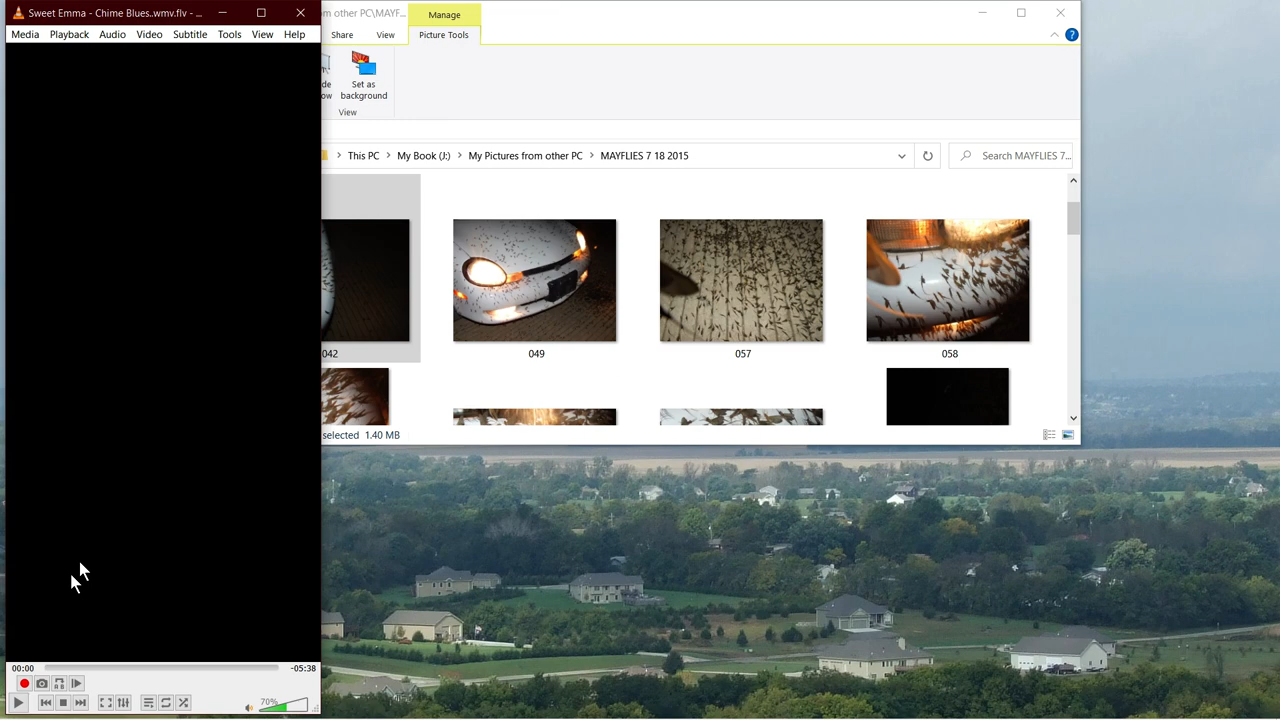 Sweet Emma - Chime Blues..wmv.flv - ...
Media Playback Audio Video Subtitle Tools View Help
00:00 -05:38
70%
om other PC\MAYF... Manage
Share View Picture Tools
Set as background
View
This PC > My Book (J:) > My Pictures from other PC > MAYFLIES 7 18 2015
Search MAYFLIES 7...
042 049 057 058
selected 1.40 MB